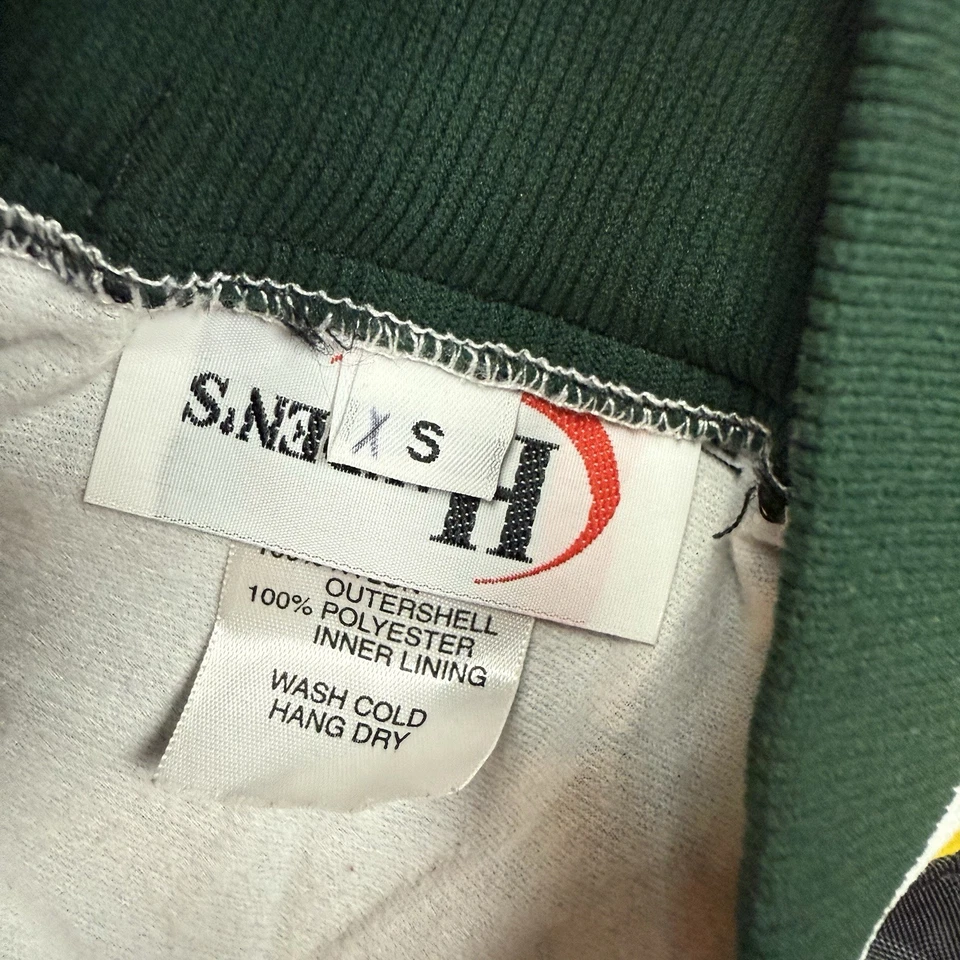 X S
OUTERSHELL
100% POLYESTER
INNER LINING
WASH COLD
HANG DRY